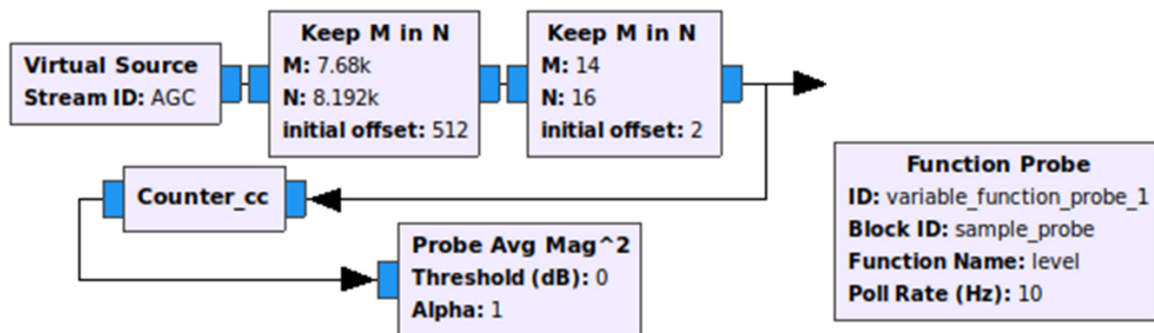 Virtual Source
Stream ID: AGC
Keep M in N
M: 7.68k
N: 8.192k
initial offset: 512
Keep M in N
M: 14
N: 16
initial offset: 2
Counter_cc
Probe Avg Mag^2
Threshold (dB): 0
Alpha: 1
Function Probe
ID: variable_function_probe_1
Block ID: sample_probe
Function Name: level
Poll Rate (Hz): 10